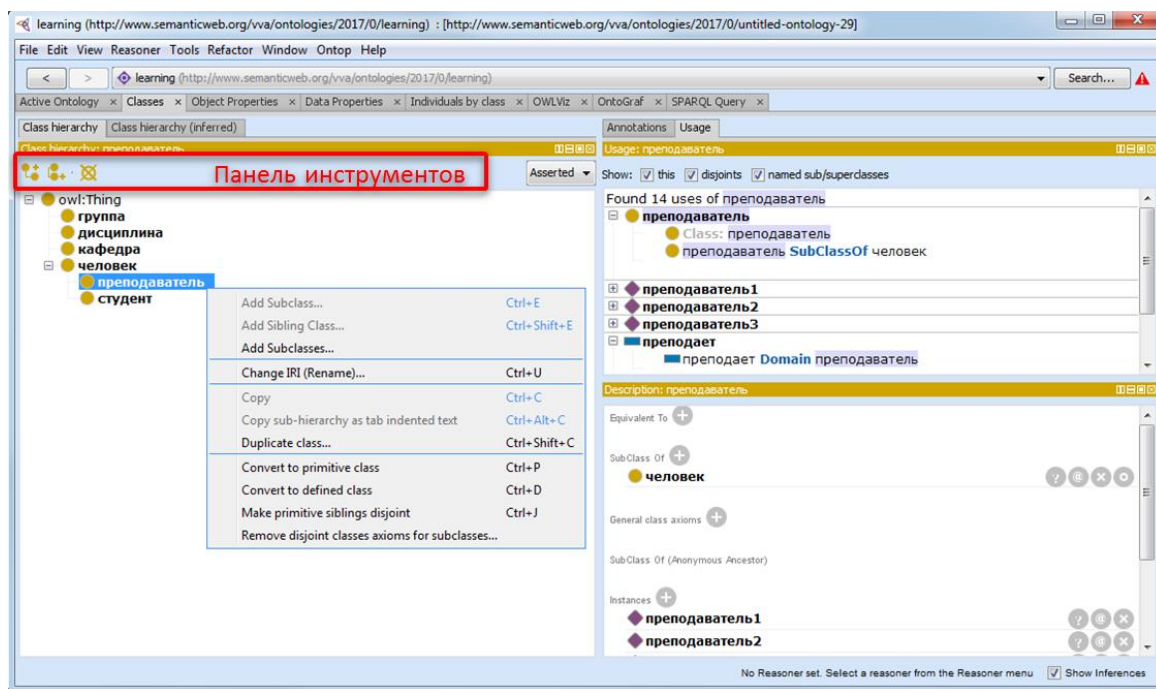 learning (http://www.semanticweb.org/vva/ontologies/2017/0/learning) : [http://www.semanticweb.org/vva/ontologies/2017/0/untitled-ontology-29]
File Edit View Reasoner Tools Refactor Window Ontop Help
< > learning (http://www.semanticweb.org/vva/ontologies/2017/0/learning) Search...
Active Ontology × Classes × Object Properties × Data Properties × Individuals by class × OWLViz × OntoGraf × SPARQL Query ×
Class hierarchy Class hierarchy (inferred)
Class hierarchy: преподаватель
Панель инструментов
Asserted
owl:Thing
группа
дисциплина
кафедра
человек
преподаватель
студент
Add Subclass... Ctrl+E
Add Sibling Class... Ctrl+Shift+E
Add Subclasses...
Change IRI (Rename)... Ctrl+U
Copy Ctrl+C
Copy sub-hierarchy as tab indented text Ctrl+Alt+C
Duplicate class... Ctrl+Shift+C
Convert to primitive class Ctrl+P
Convert to defined class Ctrl+D
Make primitive siblings disjoint Ctrl+J
Remove disjoint classes axioms for subclasses...
Annotations Usage
Usage: преподаватель
Show: this disjoints named sub/superclasses
Found 14 uses of преподаватель
преподаватель
Class: преподаватель
преподаватель SubClassOf человек
преподаватель1
преподаватель2
преподаватель3
преподает
преподает Domain преподаватель
Description: преподаватель
Equivalent To
SubClass Of
человек
General class axioms
SubClass Of (Anonymous Ancestor)
Instances
преподаватель1
преподаватель2
No Reasoner set. Select a reasoner from the Reasoner menu Show Inferences